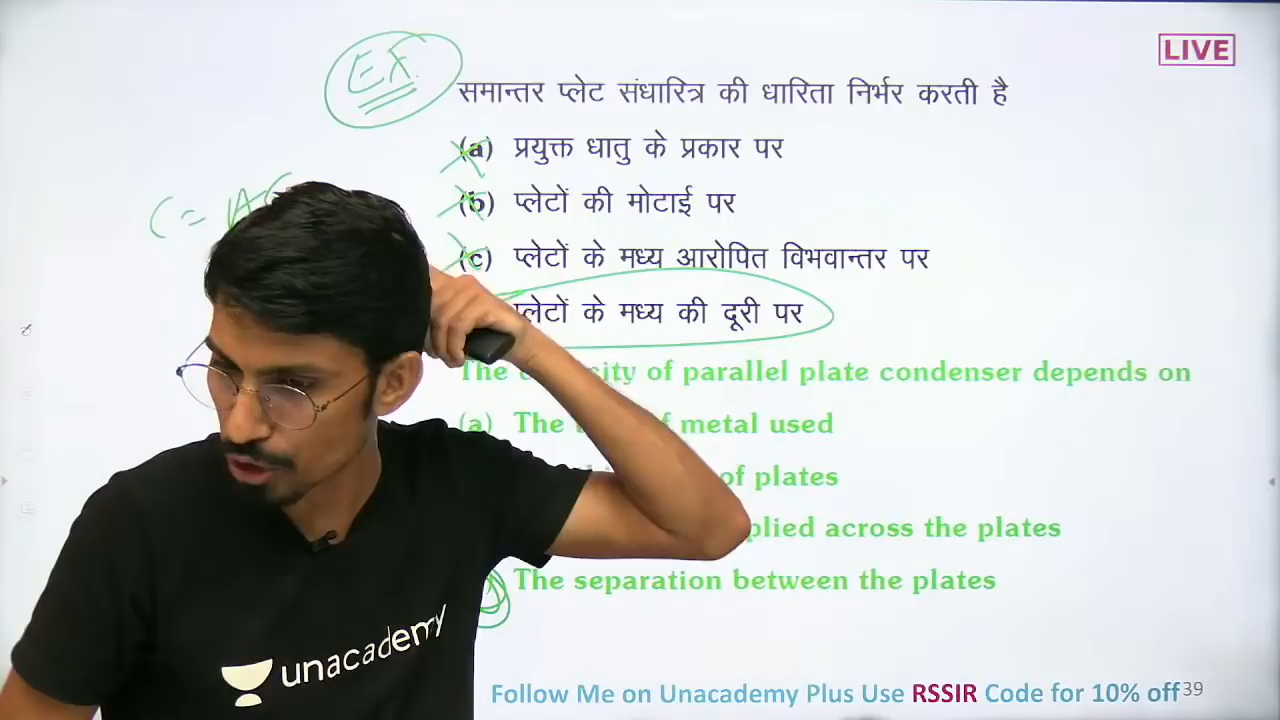 LIVE
Ex.
समान्तर प्लेट संधारित्र की धारिता निर्भर करती है
(a) प्रयुक्त धातु के प्रकार पर
(b) प्लेटों की मोटाई पर
(c) प्लेटों के मध्य आरोपित विभवान्तर पर
प्लेटों के मध्य की दूरी पर
C = A
The of parallel plate condenser depends on
(a) The metal used
of plates
across the plates
The separation between the plates
unacademy
Follow Me on Unacademy Plus Use RSSIR Code for 10% off
39